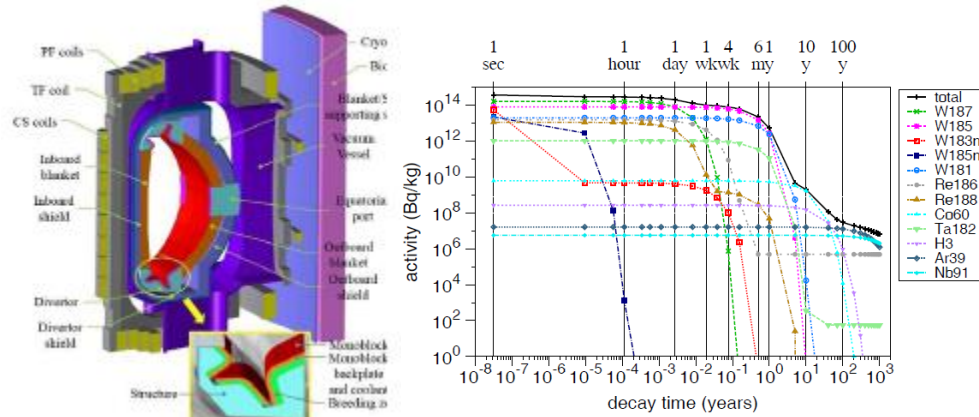 PF coils
TF coil
CS coils
Inboard
blanket
Inboard
shield
Divertor
Divertor
shield
Structure
Cryo
Blanket
supporting
Vacuum
Vessel
port
Outboard
blanket
Outboard
shield
Monoblock
Monoblock
backplate
and coolant
Breeding
1 1 1 1 4 6 1 10 100
sec hour day wk wk m y y y
activity (Bq/kg)
10^14
10^12
10^10
10^8
10^6
10^4
10^2
10^0
10^-8 10^-7 10^-6 10^-5 10^-4 10^-3 10^-2 10^-1 10^0 10^1 10^2 10^3
decay time (years)
total
W187
W185
W183n
W185n
W181
Re186
Re188
Co60
Ta182
H3
Ar39
Nb91